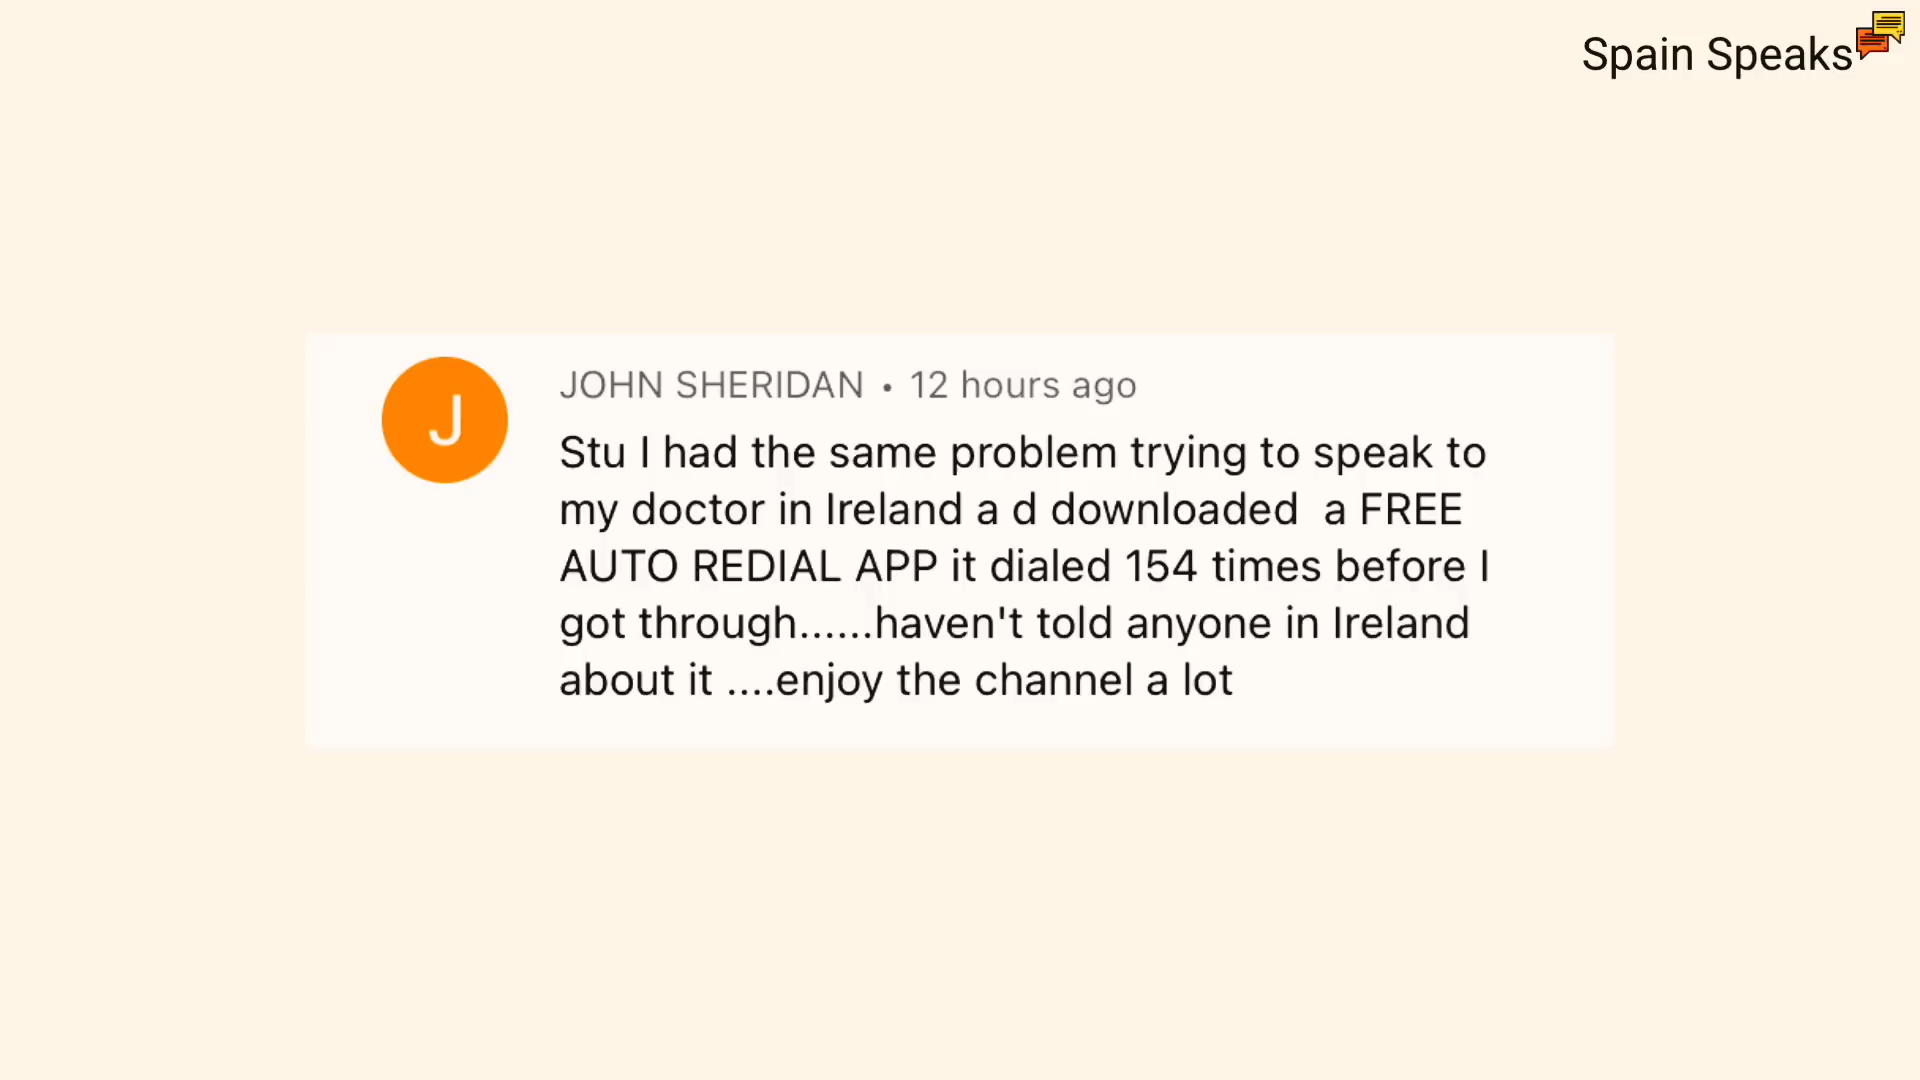 Spain Speaks
J
JOHN SHERIDAN • 12 hours ago
Stu I had the same problem trying to speak to
my doctor in Ireland a d downloaded  a FREE
AUTO REDIAL APP it dialed 154 times before I
got through......haven't told anyone in Ireland
about it ....enjoy the channel a lot